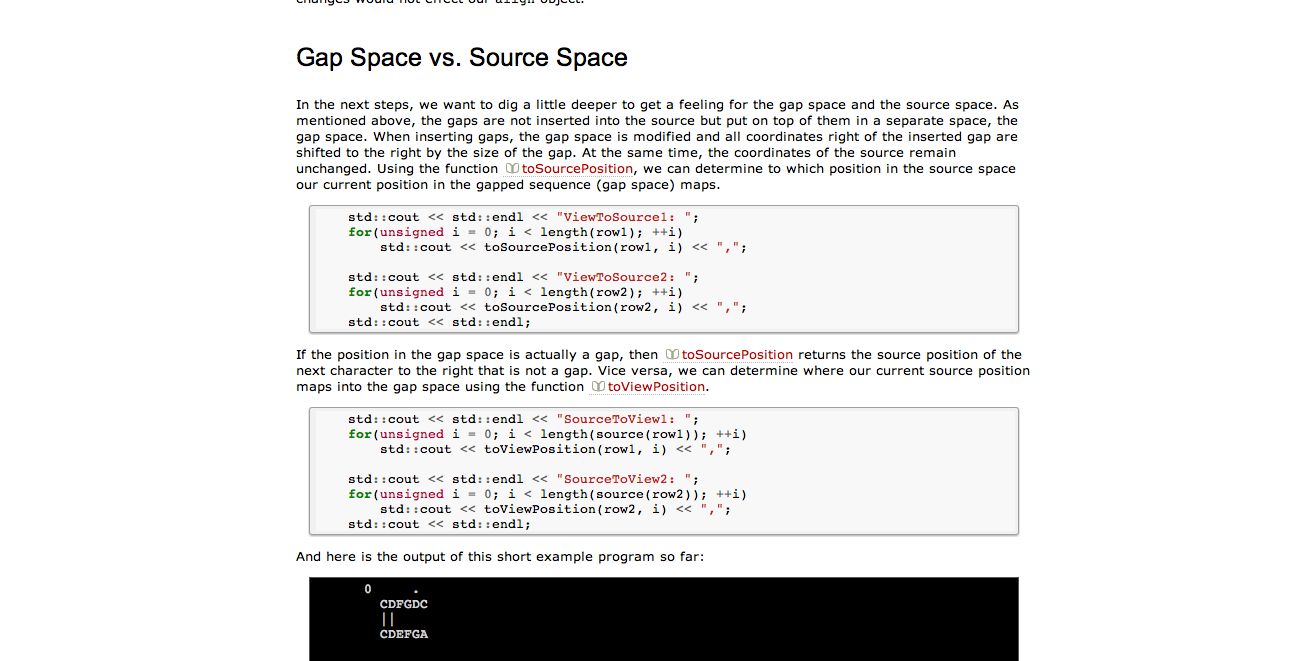 changes would not effect our align object.
Gap Space vs. Source Space
In the next steps, we want to dig a little deeper to get a feeling for the gap space and the source space. As
mentioned above, the gaps are not inserted into the source but put on top of them in a separate space, the
gap space. When inserting gaps, the gap space is modified and all coordinates right of the inserted gap are
shifted to the right by the size of the gap. At the same time, the coordinates of the source remain
unchanged. Using the function toSourcePosition, we can determine to which position in the source space
our current position in the gapped sequence (gap space) maps.
std::cout << std::endl << "ViewToSource1: ";
for(unsigned i = 0; i < length(row1); ++i)
std::cout << toSourcePosition(row1, i) << ",";
std::cout << std::endl << "ViewToSource2: ";
for(unsigned i = 0; i < length(row2); ++i)
std::cout << toSourcePosition(row2, i) << ",";
std::cout << std::endl;
If the position in the gap space is actually a gap, then toSourcePosition returns the source position of the
next character to the right that is not a gap. Vice versa, we can determine where our current source position
maps into the gap space using the function toViewPosition.
std::cout << std::endl << "SourceToView1: ";
for(unsigned i = 0; i < length(source(row1)); ++i)
std::cout << toViewPosition(row1, i) << ",";
std::cout << std::endl << "SourceToView2: ";
for(unsigned i = 0; i < length(source(row2)); ++i)
std::cout << toViewPosition(row2, i) << ",";
std::cout << std::endl;
And here is the output of this short example program so far:
0 .
CDFGDC
||
CDEFGA